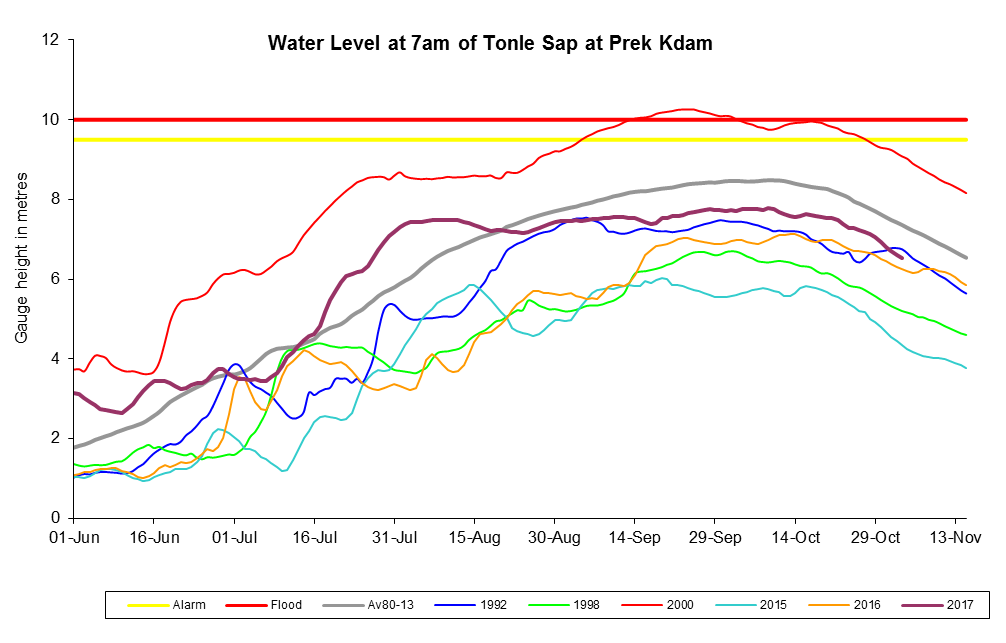 Water Level at 7am of Tonle Sap at Prek Kdam
Gauge height in metres
12
10
8
6
4
2
0
01-Jun 16-Jun 01-Jul 16-Jul 31-Jul 15-Aug 30-Aug 14-Sep 29-Sep 14-Oct 29-Oct 13-Nov
Alarm Flood Av80-13 1992 1998 2000 2015 2016 2017